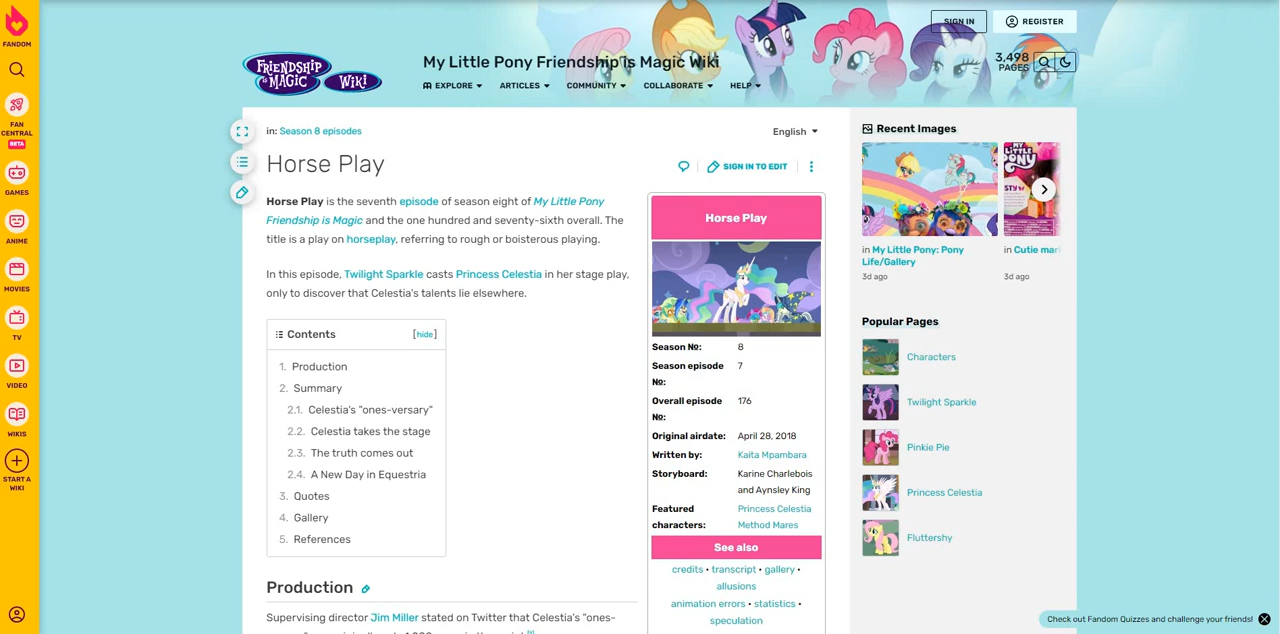 FANDOM
FAN
CENTRAL
BETA
GAMES
ANIME
MOVIES
TV
VIDEO
WIKIS
START A
WIKI
SIGN IN
REGISTER
FRIENDSHIP
IS MAGIC
WIKI
My Little Pony Friendship is Magic Wiki
3,498
PAGES
EXPLORE
ARTICLES
COMMUNITY
COLLABORATE
HELP
in: Season 8 episodes
English
Horse Play
SIGN IN TO EDIT
Horse Play is the seventh episode of season eight of My Little Pony
Friendship is Magic and the one hundred and seventy-sixth overall. The
title is a play on horseplay, referring to rough or boisterous playing.
In this episode, Twilight Sparkle casts Princess Celestia in her stage play,
only to discover that Celestia's talents lie elsewhere.
Contents [hide]
1. Production
2. Summary
2.1. Celestia's "ones-versary"
2.2. Celestia takes the stage
2.3. The truth comes out
2.4. A New Day in Equestria
3. Quotes
4. Gallery
5. References
Production
Supervising director Jim Miller stated on Twitter that Celestia's "ones-
Horse Play
Season №: 8
Season episode №: 7
Overall episode №: 176
Original airdate: April 28, 2018
Written by: Kaita Mpambara
Storyboard: Karine Charlebois
and Aynsley King
Featured characters: Princess Celestia
Method Mares
See also
credits • transcript • gallery •
allusions
animation errors • statistics •
speculation
Recent Images
in My Little Pony: Pony
Life/Gallery
3d ago
in Cutie mar
3d ago
Popular Pages
Characters
Twilight Sparkle
Pinkie Pie
Princess Celestia
Fluttershy
Check out Fandom Quizzes and challenge your friends!